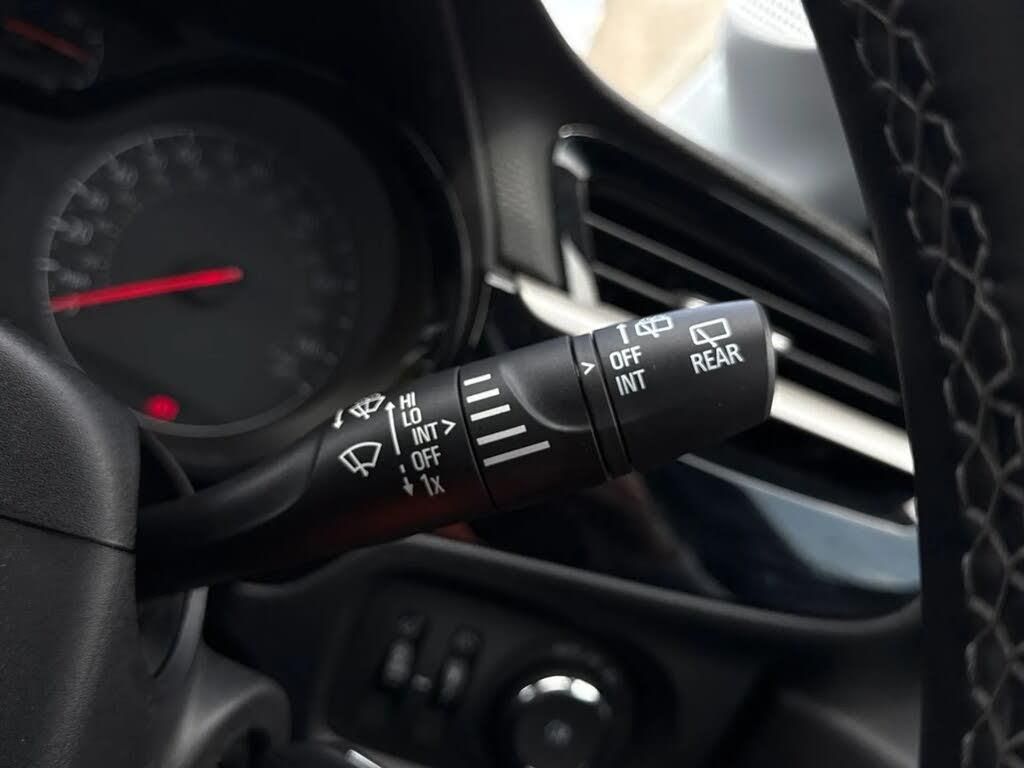 HI
LO
INT
OFF
1X
OFF
INT
REAR